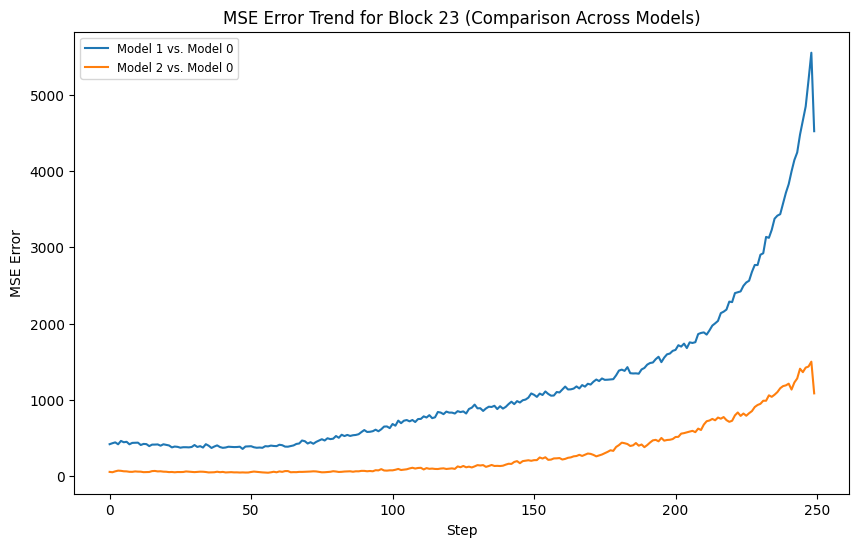 MSE Error Trend for Block 23 (Comparison Across Models)
Model 1 vs. Model 0
Model 2 vs. Model 0
MSE Error
5000
4000
3000
2000
1000
0
0 50 100 150 200 250
Step